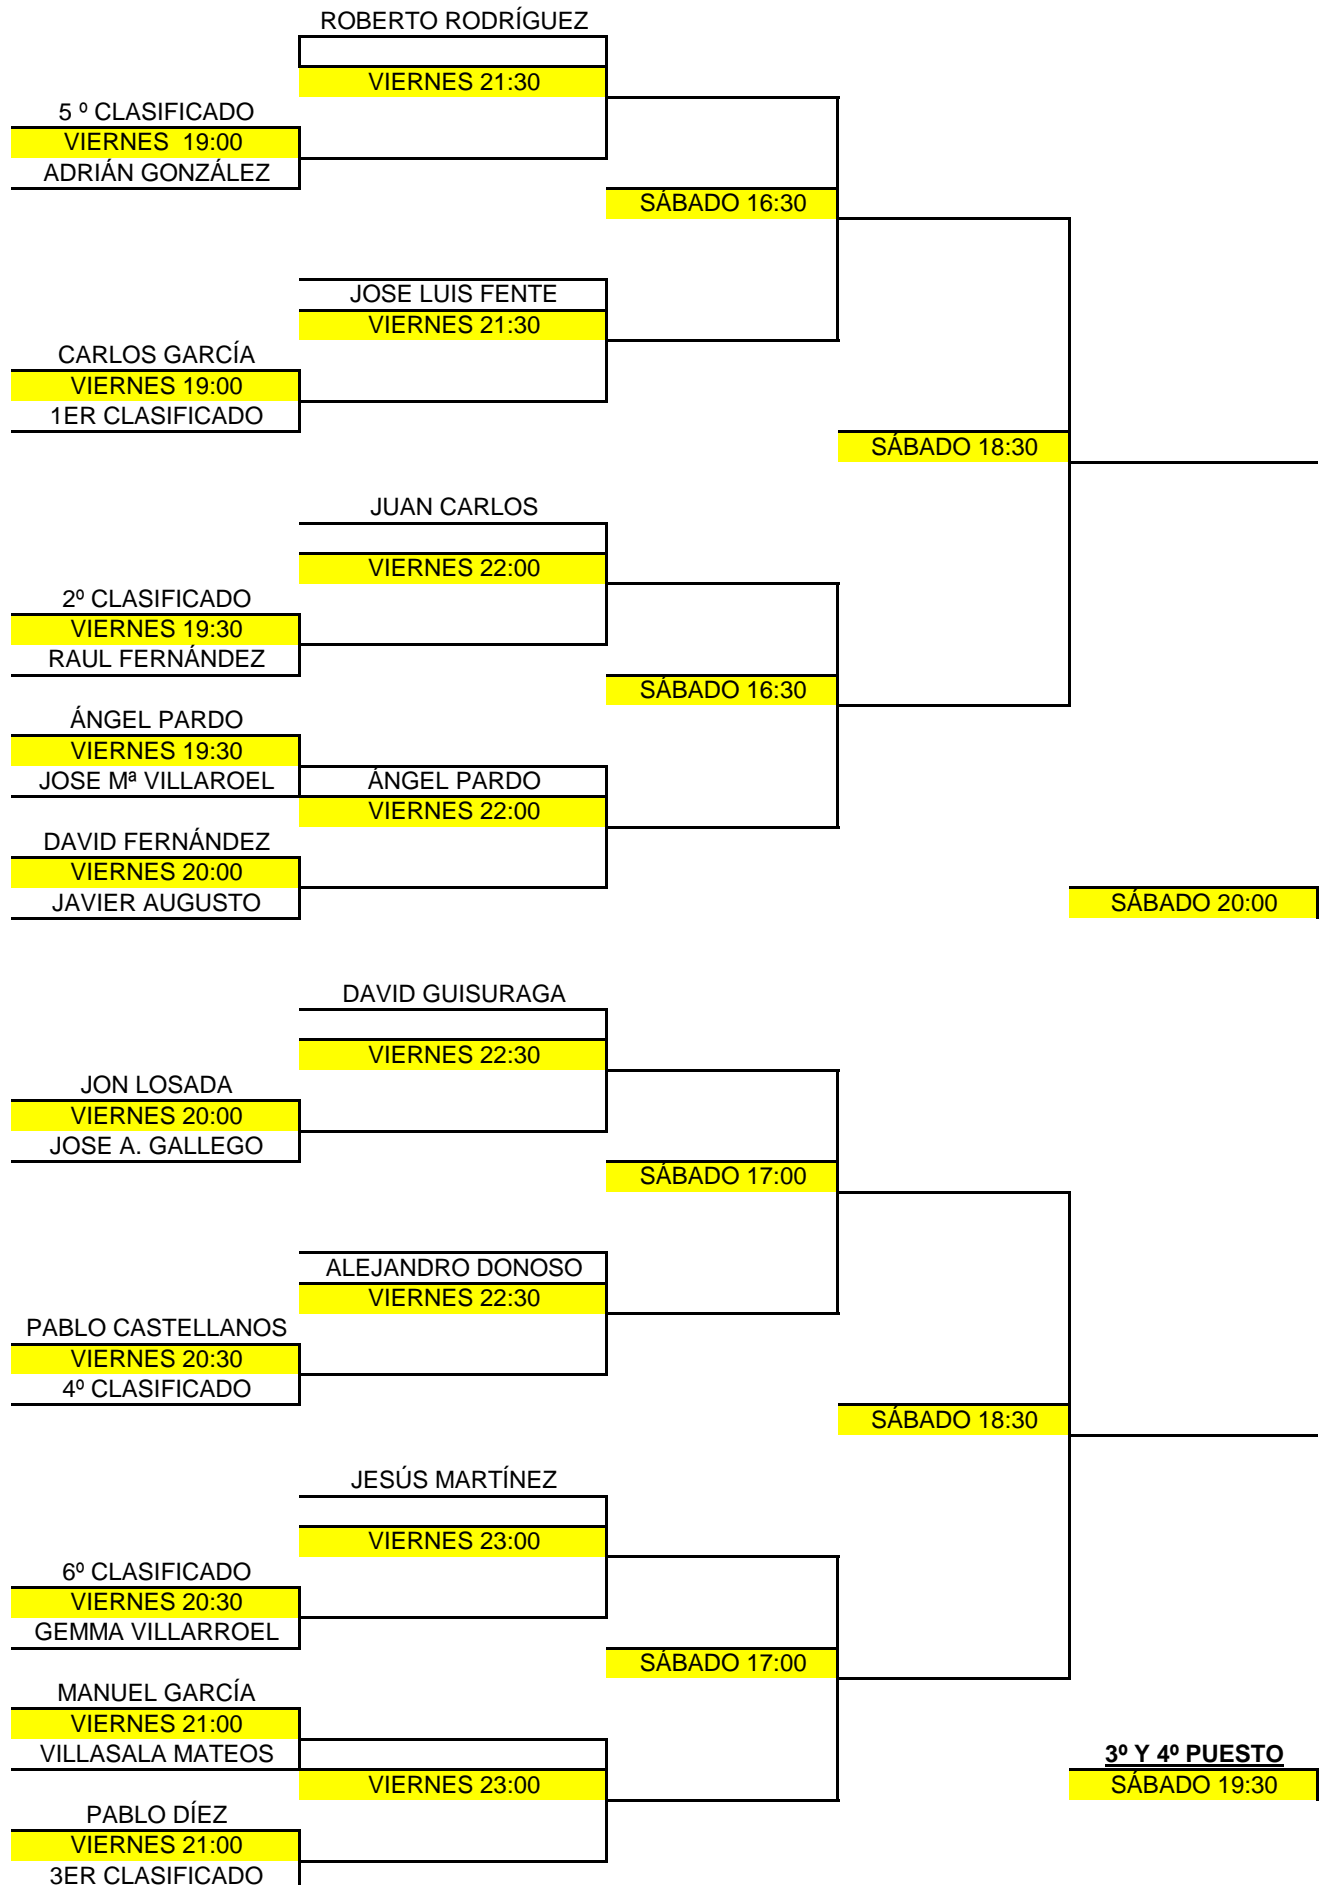 ROBERTO RODRÍGUEZ
VIERNES 21:30
5 º CLASIFICADO
VIERNES  19:00
ADRIÁN GONZÁLEZ
SÁBADO 16:30
JOSE LUIS FENTE
VIERNES 21:30
CARLOS GARCÍA
VIERNES 19:00
1ER CLASIFICADO
SÁBADO 18:30
JUAN CARLOS
VIERNES 22:00
2º CLASIFICADO
VIERNES 19:30
RAUL FERNÁNDEZ
SÁBADO 16:30
ÁNGEL PARDO
VIERNES 19:30
JOSE Mª VILLAROEL
ÁNGEL PARDO
VIERNES 22:00
DAVID FERNÁNDEZ
VIERNES 20:00
JAVIER AUGUSTO
SÁBADO 20:00
DAVID GUISURAGA
VIERNES 22:30
JON LOSADA
VIERNES 20:00
JOSE A. GALLEGO
SÁBADO 17:00
ALEJANDRO DONOSO
VIERNES 22:30
PABLO CASTELLANOS
VIERNES 20:30
4º CLASIFICADO
SÁBADO 18:30
JESÚS MARTÍNEZ
VIERNES 23:00
6º CLASIFICADO
VIERNES 20:30
GEMMA VILLARROEL
SÁBADO 17:00
MANUEL GARCÍA
VIERNES 21:00
VILLASALA MATEOS
3º Y 4º PUESTO
VIERNES 23:00
SÁBADO 19:30
PABLO DÍEZ
VIERNES 21:00
3ER CLASIFICADO